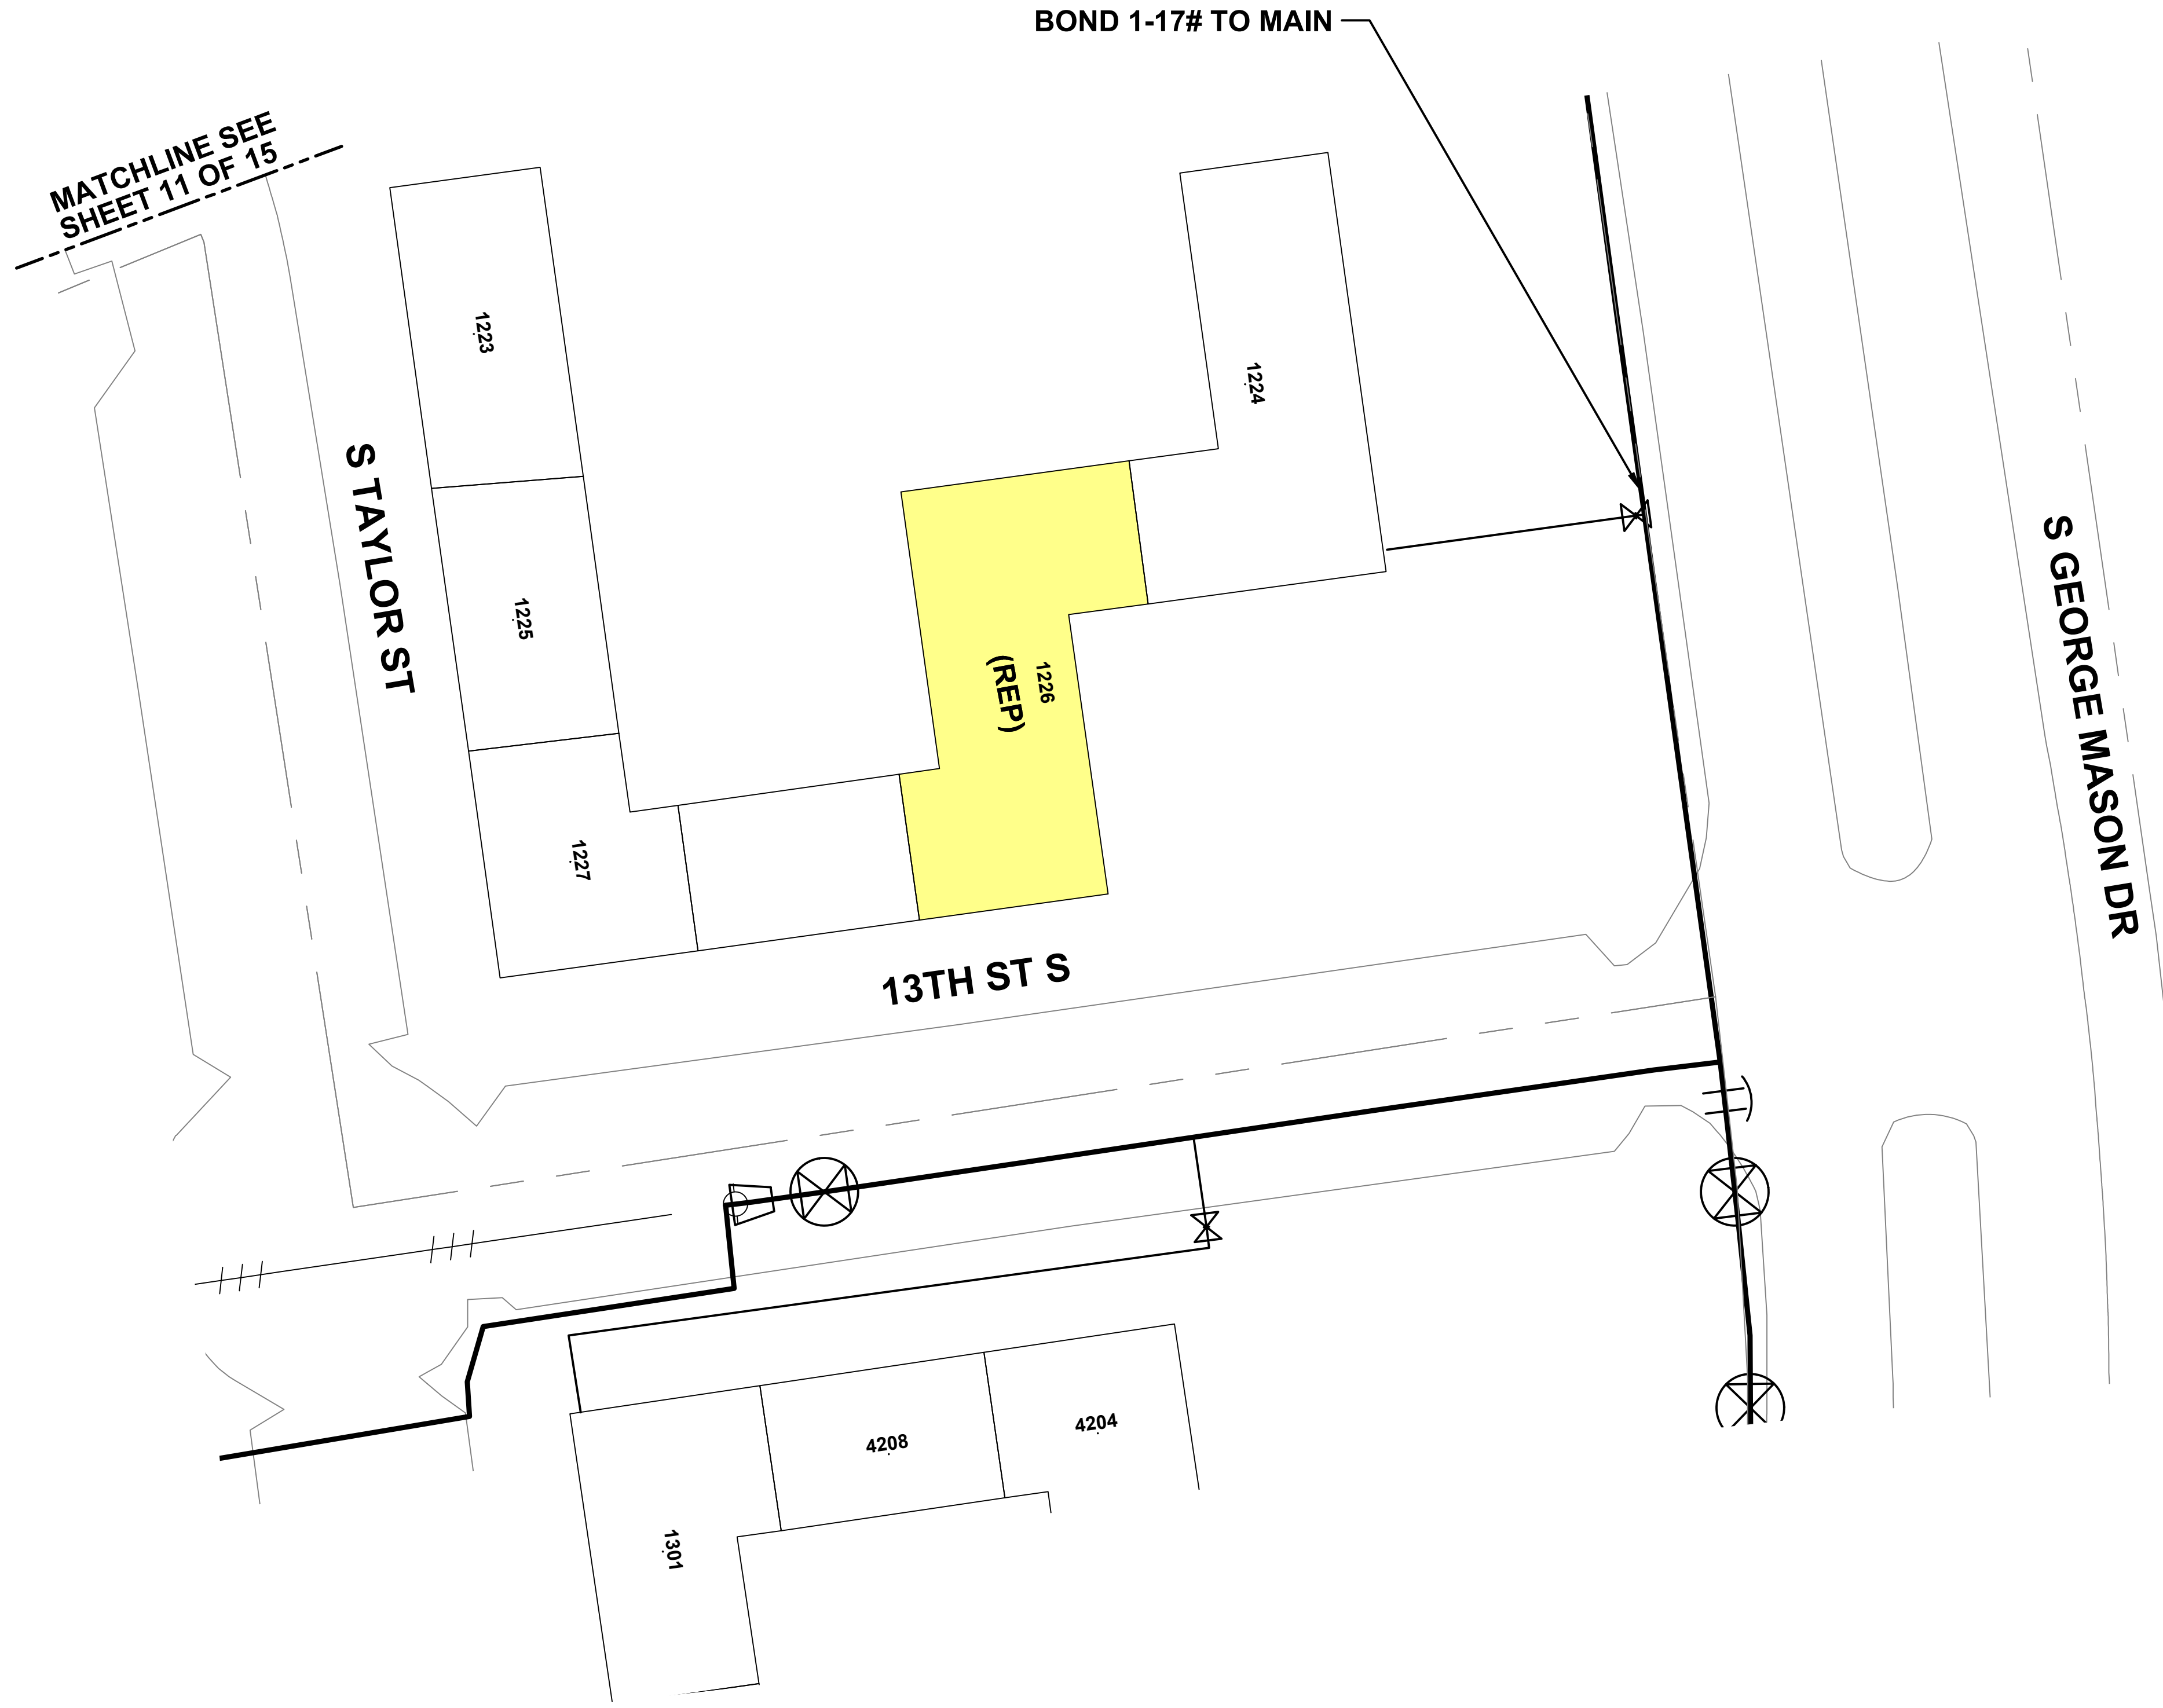 BOND 1-17# TO MAIN
MATCHLINE SEE
SHEET 11 OF 15
1223
1224
S TAYLOR ST
1225
1226
(REP)
S GEORGE MASON DR
1227
13TH ST S
4208
4204
1301